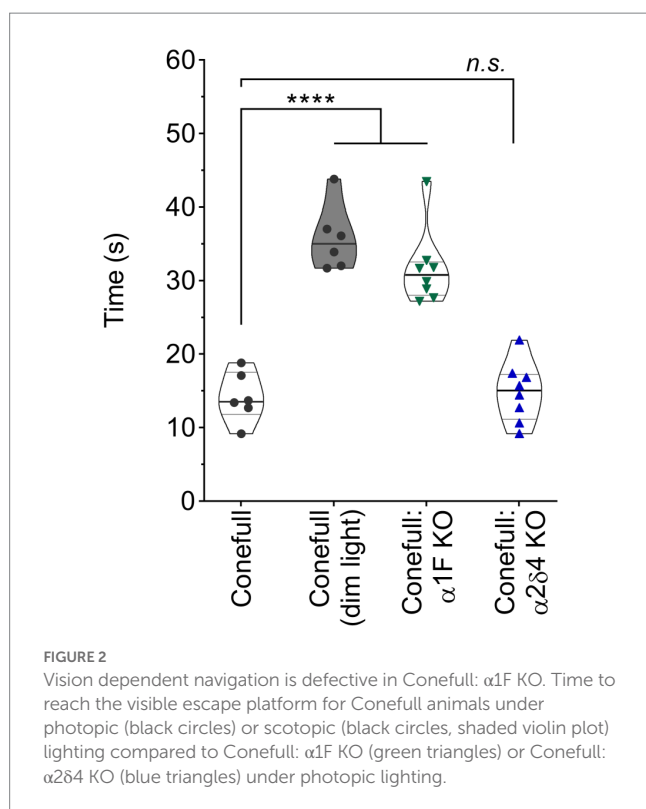 60
n.s.
****
50
40
30
20
10
0
Time (s)
Conefull
Conefull
(dim light)
Conefull:
α1F KO
Conefull:
α2δ4 KO
FIGURE 2
Vision dependent navigation is defective in Conefull: α1F KO. Time to
reach the visible escape platform for Conefull animals under
photopic (black circles) or scotopic (black circles, shaded violin plot)
lighting compared to Conefull: α1F KO (green triangles) or Conefull:
α2δ4 KO (blue triangles) under photopic lighting.